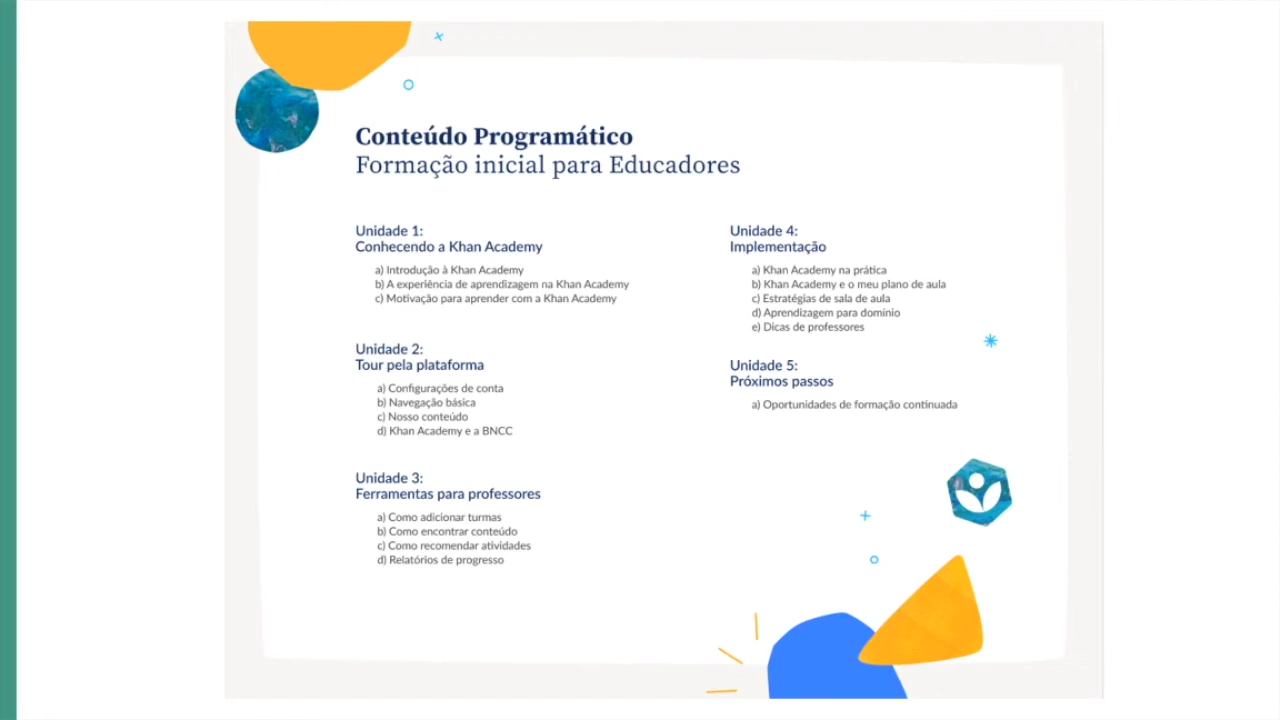 Conteúdo Programático
Formação inicial para Educadores
Unidade 1:
Conhecendo a Khan Academy
a) Introdução à Khan Academy
b) A experiência de aprendizagem na Khan Academy
c) Motivação para aprender com a Khan Academy
Unidade 2:
Tour pela plataforma
a) Configurações de conta
b) Navegação básica
c) Nosso conteúdo
d) Khan Academy e a BNCC
Unidade 3:
Ferramentas para professores
a) Como adicionar turmas
b) Como encontrar conteúdo
c) Como recomendar atividades
d) Relatórios de progresso
Unidade 4:
Implementação
a) Khan Academy na prática
b) Khan Academy e o meu plano de aula
c) Estratégias de sala de aula
d) Aprendizagem para domínio
e) Dicas de professores
Unidade 5:
Próximos passos
a) Oportunidades de formação continuada